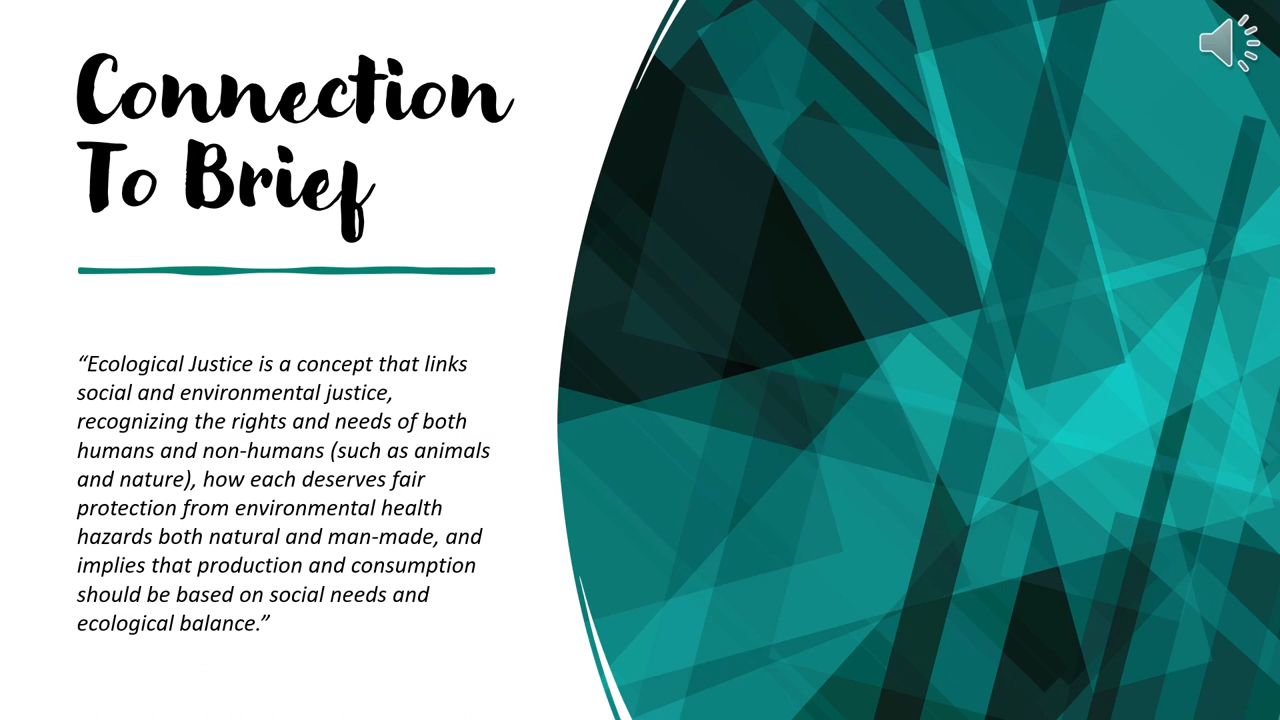 Connection
To Brief
“Ecological Justice is a concept that links
social and environmental justice,
recognizing the rights and needs of both
humans and non-humans (such as animals
and nature), how each deserves fair
protection from environmental health
hazards both natural and man-made, and
implies that production and consumption
should be based on social needs and
ecological balance.”